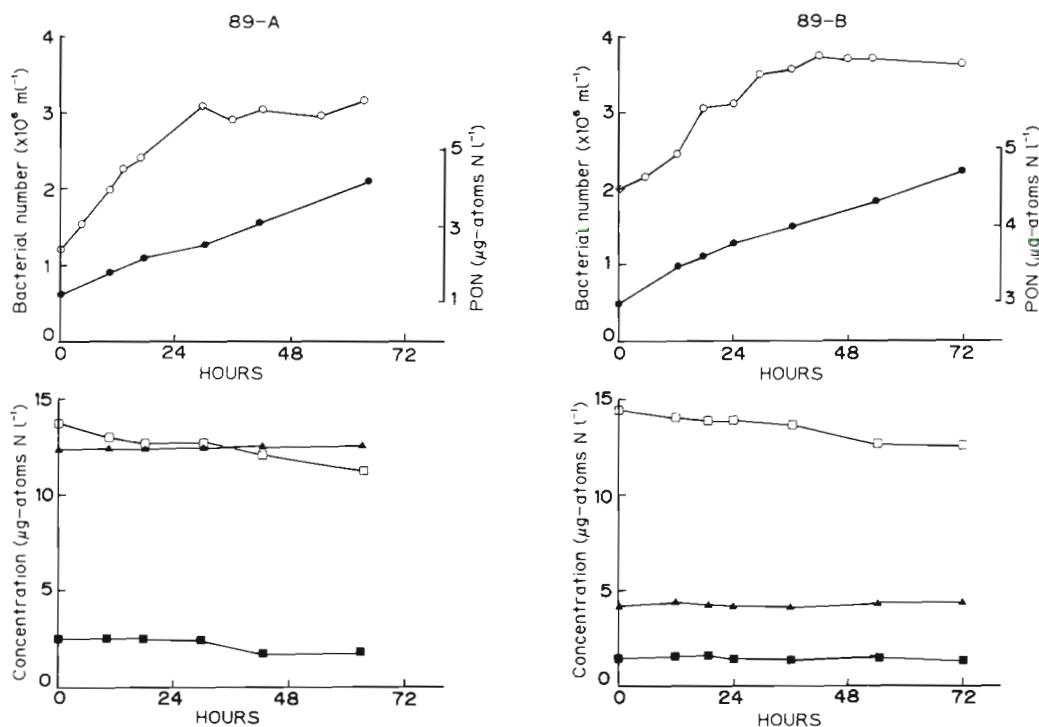 89-A
Bacterial number (x10⁶ ml⁻¹)
4
3
2
1
0
5
3
1
PON (µg-atoms N l⁻¹)
0 24 48 72
HOURS
89-B
Bacterial number (x10⁶ ml⁻¹)
4
3
2
1
0
5
4
3
PON (µg-atoms N l⁻¹)
0 24 48 72
HOURS
Concentration (µg-atoms N l⁻¹)
15
10
5
0
0 24 48 72
HOURS
Concentration (µg-atoms N l⁻¹)
15
10
5
0
0 24 48 72
HOURS